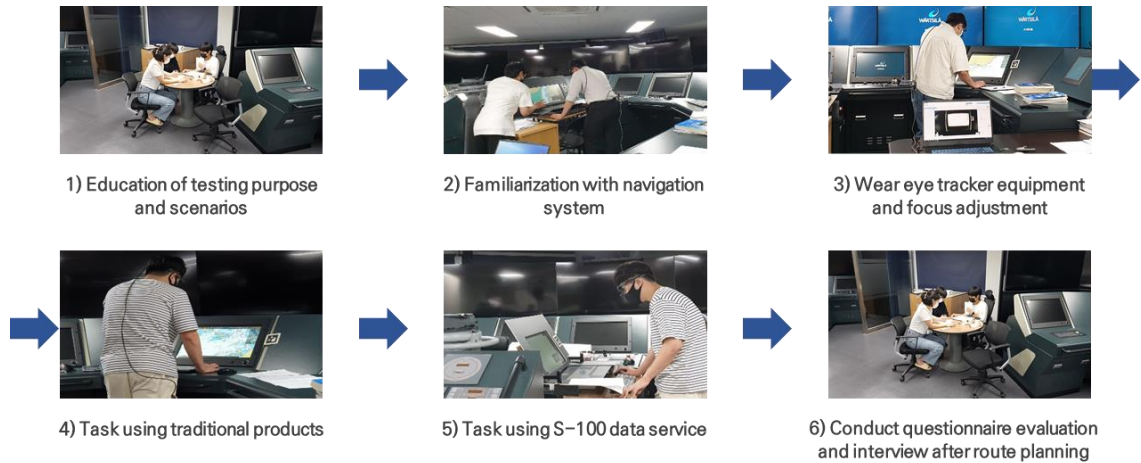 WÄRTSILÄ
WÄRTSILÄ
1) Education of testing purpose
and scenarios
2) Familiarization with navigation
system
3) Wear eye tracker equipment
and focus adjustment
4) Task using traditional products
5) Task using S-100 data service
6) Conduct questionnaire evaluation
and interview after route planning